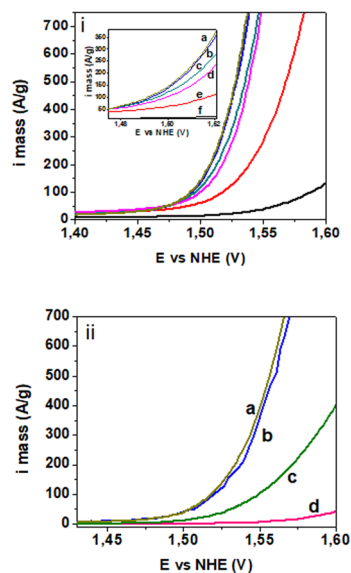 i
i mass (A/g)
700
600
500
400
300
200
100
0
1,40
1,45
1,50
1,55
1,60
E vs NHE (V)
i mass (A/g)
350
300
250
200
150
100
50
1,48
1,50
1,52
E vs NHE (V)
a
b
c
d
e
f
ii
i mass (A/g)
700
600
500
400
300
200
100
0
1,45
1,50
1,55
1,60
E vs NHE (V)
a
b
c
d